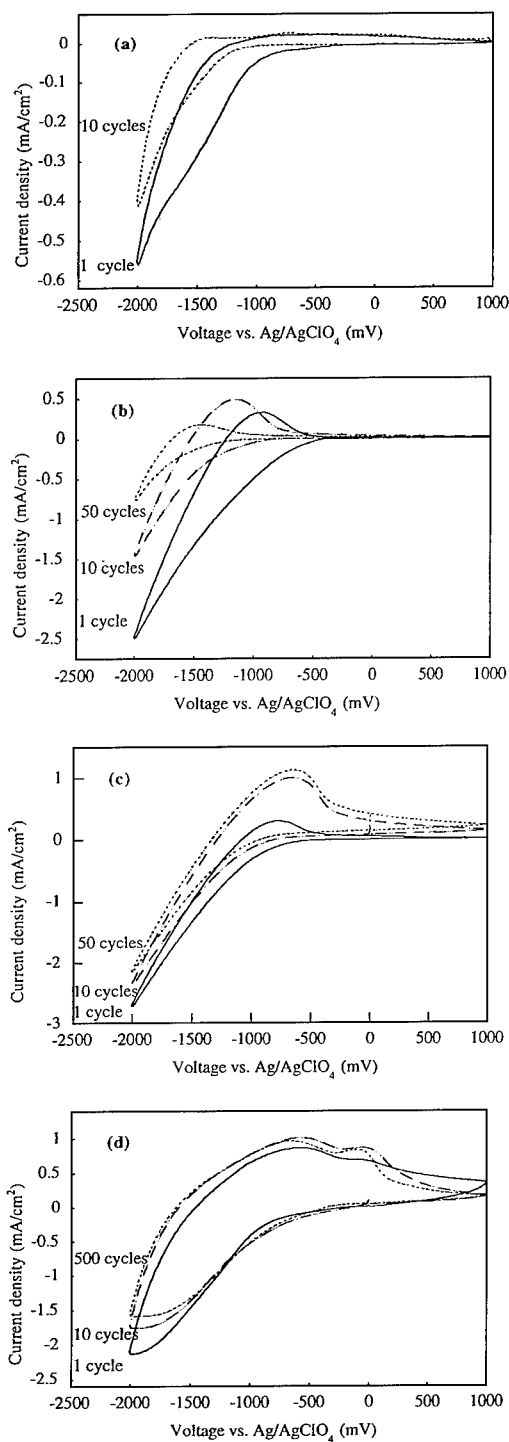 (a)
0
-0.1
-0.2
-0.3
-0.4
-0.5
-0.6
10 cycles
1 cycle
Current density (mA/cm²)
-2500 -2000 -1500 -1000 -500 0 500 1000
Voltage vs. Ag/AgClO₄ (mV)
(b)
0.5
0
-0.5
-1
-1.5
-2
-2.5
50 cycles
10 cycles
1 cycle
Current density (mA/cm²)
-2500 -2000 -1500 -1000 -500 0 500 1000
Voltage vs. Ag/AgClO₄ (mV)
(c)
1
0
-1
-2
-3
50 cycles
10 cycles
1 cycle
Current density (mA/cm²)
-2500 -2000 -1500 -1000 -500 0 500 1000
Voltage vs. Ag/AgClO₄ (mV)
(d)
1
0.5
0
-0.5
-1
-1.5
-2
-2.5
500 cycles
10 cycles
1 cycle
Current density (mA/cm²)
-2500 -2000 -1500 -1000 -500 0 500 1000
Voltage vs. Ag/AgClO₄ (mV)